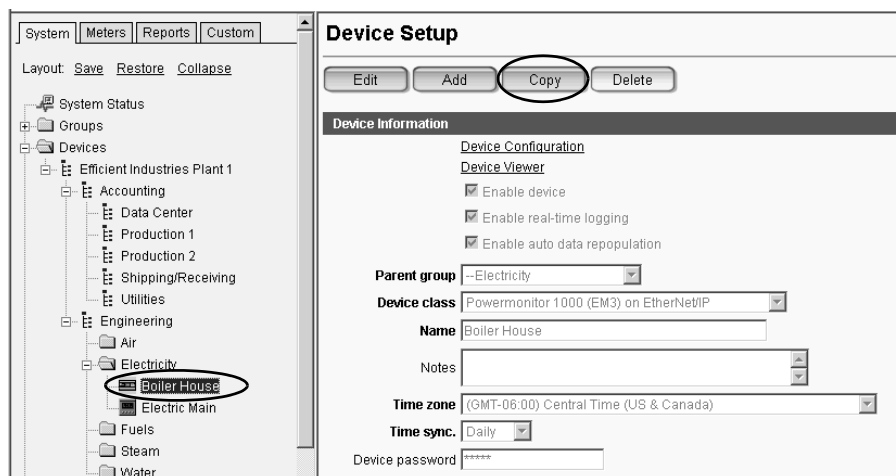 System Meters Reports Custom
Layout: Save Restore Collapse
System Status
Groups
Devices
Efficient Industries Plant 1
Accounting
Data Center
Production 1
Production 2
Shipping/Receiving
Utilities
Engineering
Air
Electricity
Boiler House
Electric Main
Fuels
Steam
Water
Device Setup
Edit Add Copy Delete
Device Information
Device Configuration
Device Viewer
Enable device
Enable real-time logging
Enable auto data repopulation
Parent group --Electricity
Device class Powermonitor 1000 (EM3) on EtherNet/IP
Name Boiler House
Notes
Time zone (GMT-06:00) Central Time (US & Canada)
Time sync. Daily
Device password *****